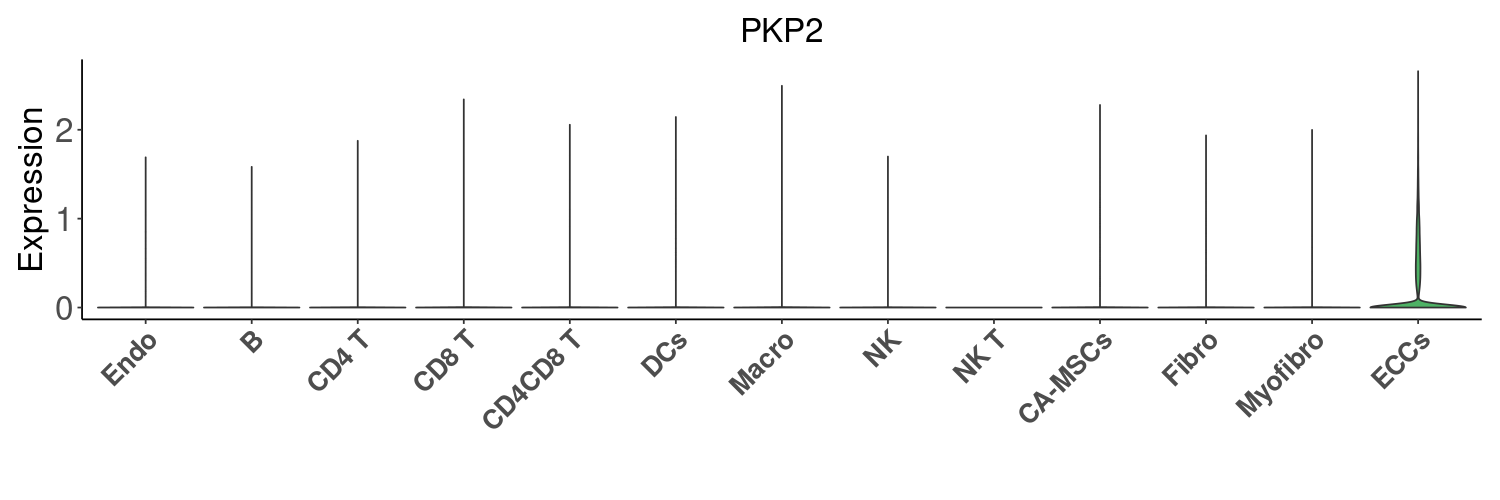 PKP2
Expression
2
1
0
Endo
B
CD4 T
CD8 T
CD4CD8 T
DCs
Macro
NK
NK T
CA-MSCs
Fibro
Myofibro
ECCs